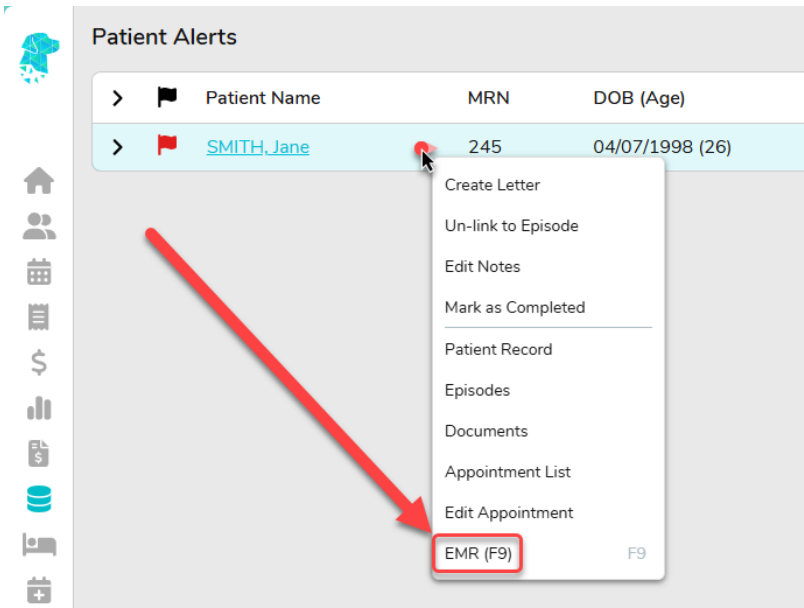 Patient Alerts
Patient Name MRN DOB (Age)
SMITH, Jane 245 04/07/1998 (26)
Create Letter
Un-link to Episode
Edit Notes
Mark as Completed
Patient Record
Episodes
Documents
Appointment List
Edit Appointment
EMR (F9) F9